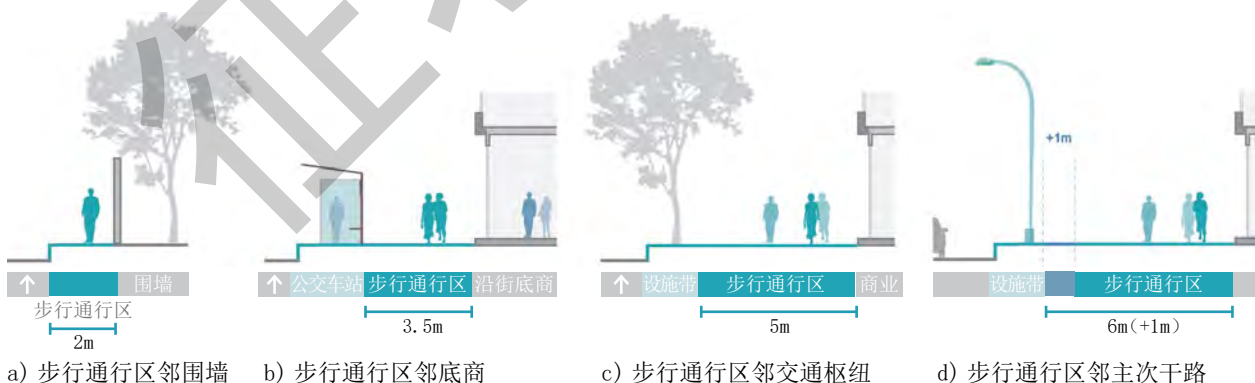 征
+1m
围墙
公交车站 步行通行区 沿街底商
设施带 步行通行区 商业
设施带 步行通行区
步行通行区
2m
3.5m
5m
6m(+1m)
a) 步行通行区邻围墙
b) 步行通行区邻底商
c) 步行通行区邻交通枢纽
d) 步行通行区邻主次干路